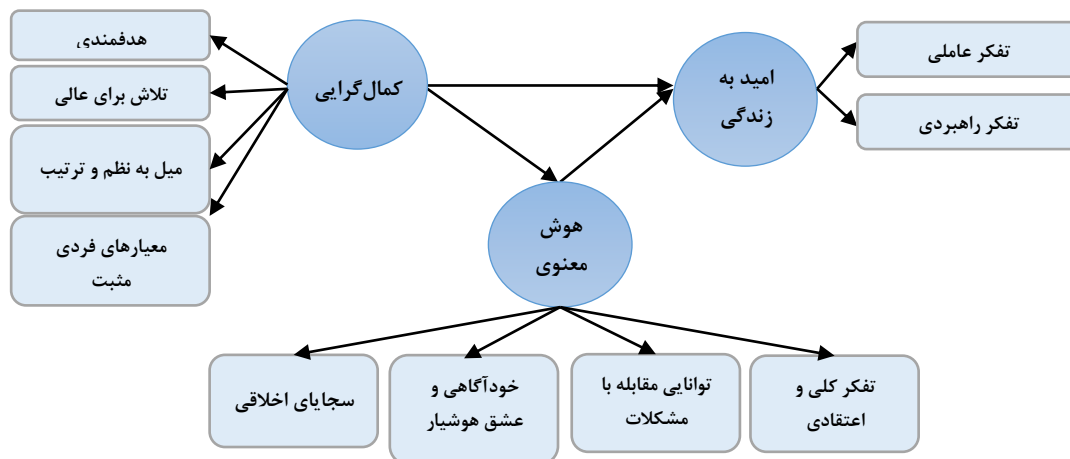 هدفمندی
تلاش برای عالی
میل به نظم و ترتیب
معیارهای فردی
مثبت
کمال‌گرایی
امید به
زندگی
تفکر عاملی
تفکر راهبردی
هوش
معنوی
سجایای اخلاقی
خودآگاهی و
عشق هوشیار
توانایی مقابله با
مشکلات
تفکر کلی و
اعتقادی